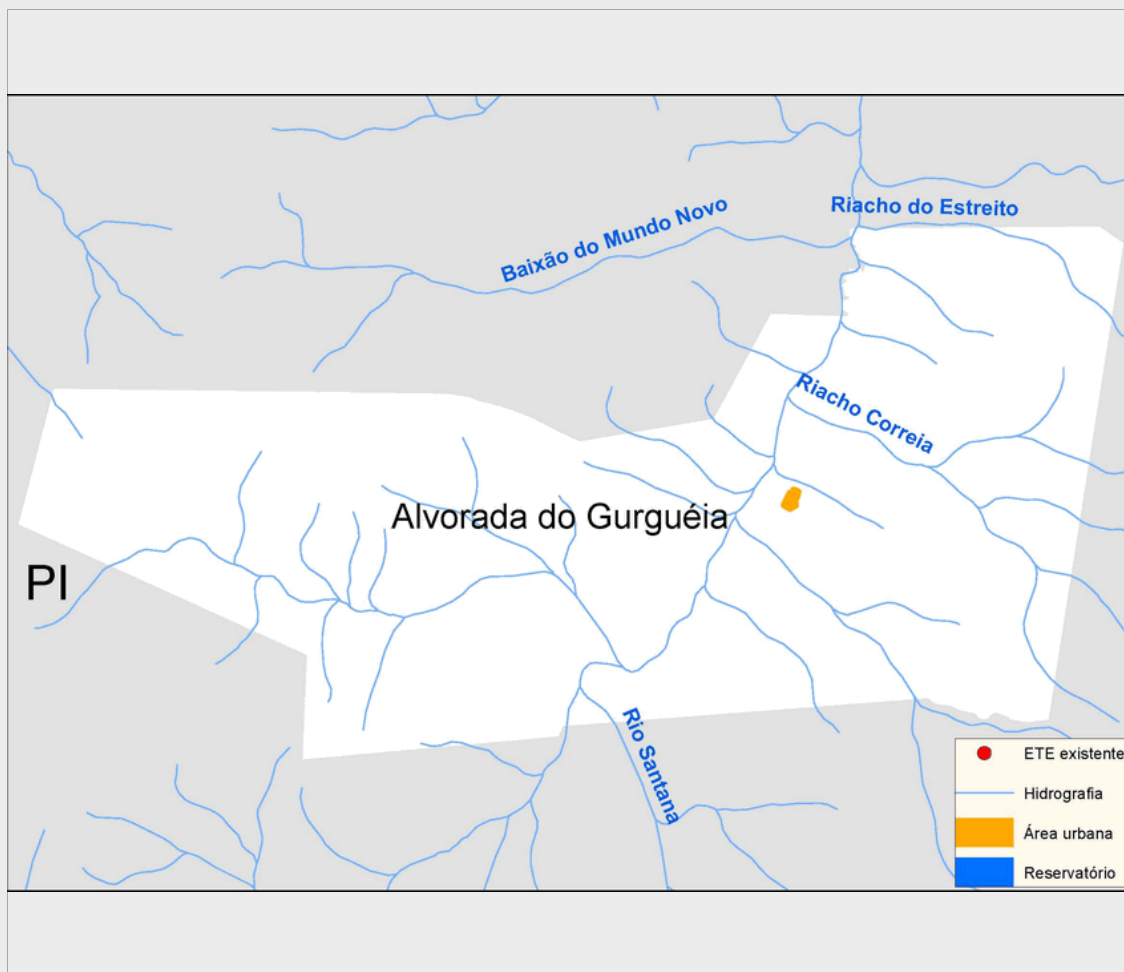 Riacho do Estreito
Baixão do Mundo Novo
Riacho Correia
Alvorada do Gurguéia
PI
Rio Santana
ETE existente
Hidrografia
Área urbana
Reservatório